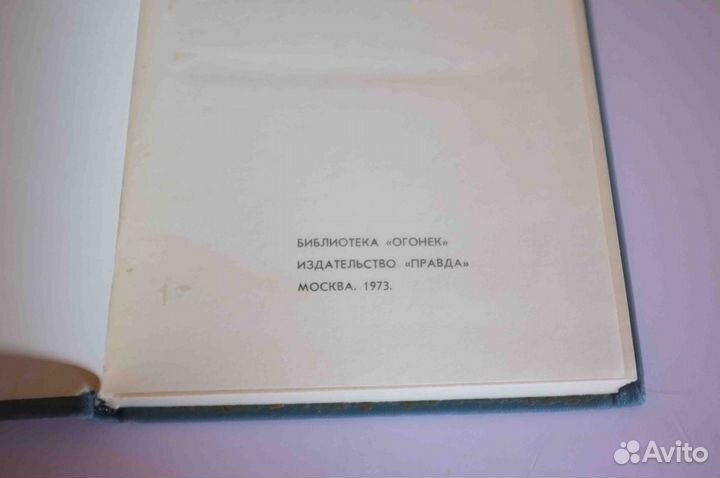 БИБЛИОТЕКА «ОГОНЕК»
ИЗДАТЕЛЬСТВО «ПРАВДА»
МОСКВА. 1973.
Avito